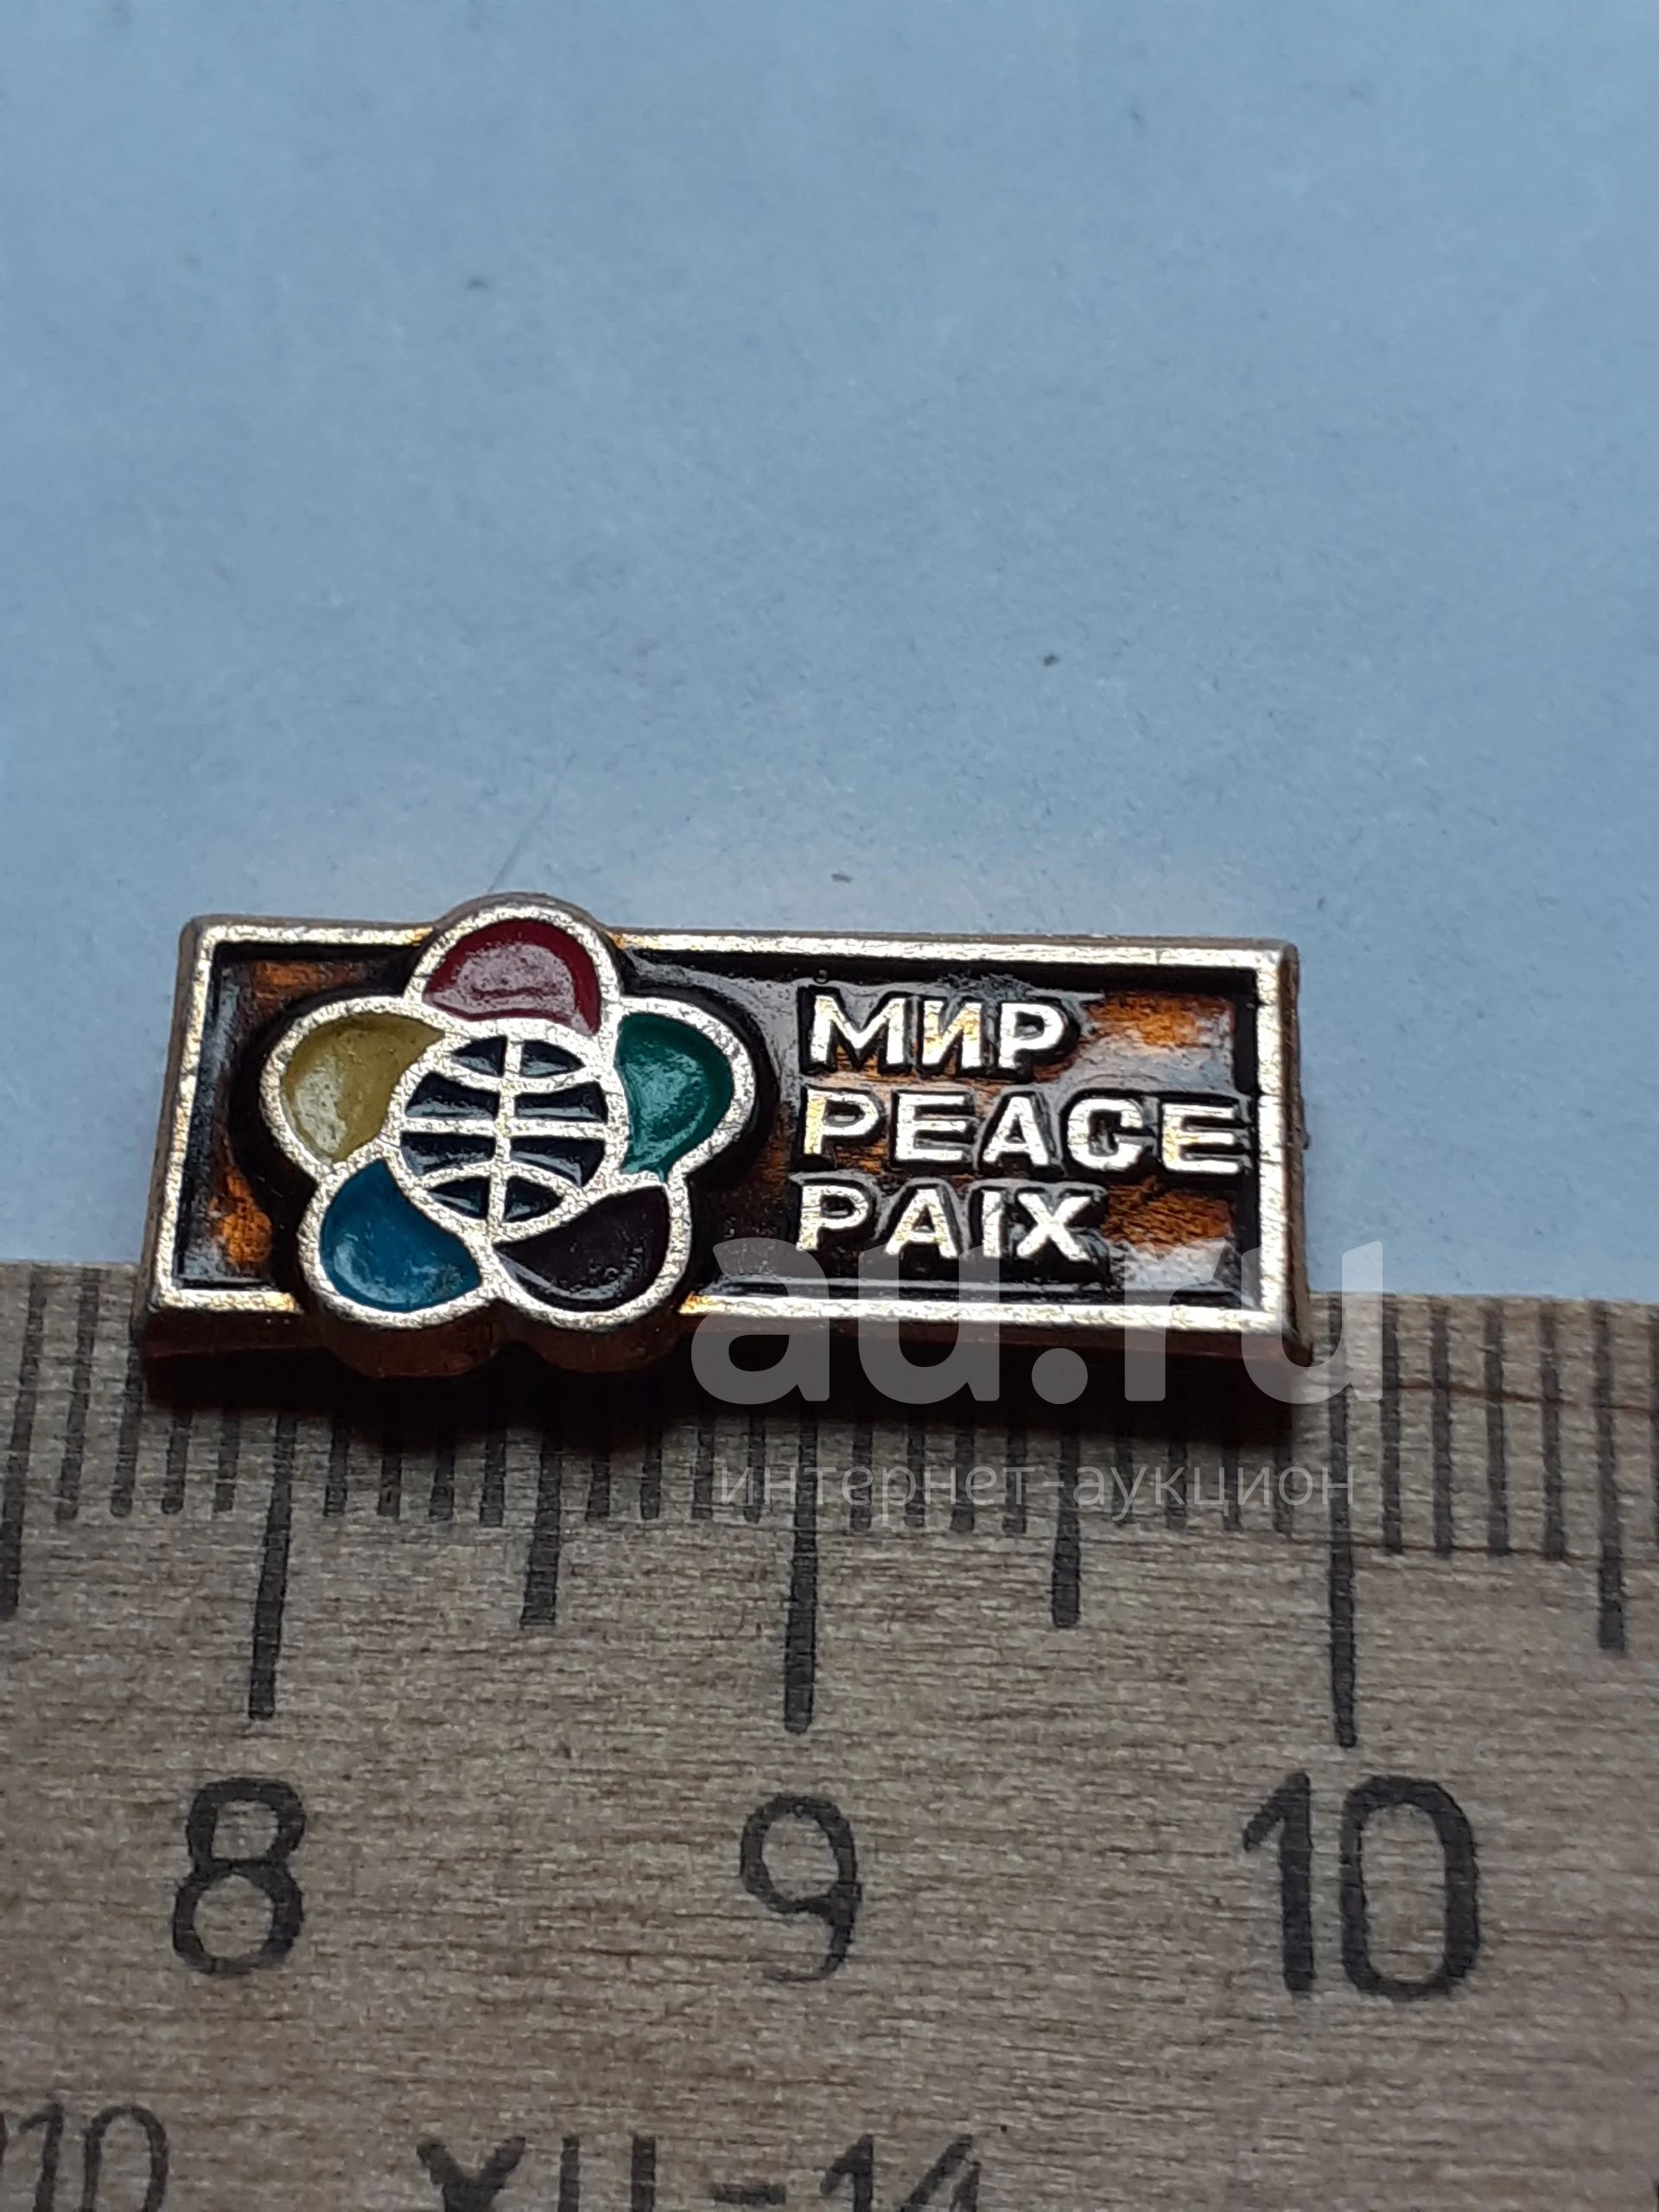 МИР
PEACE
PAIX
au.ru
интернет-аукцион
8 9 10